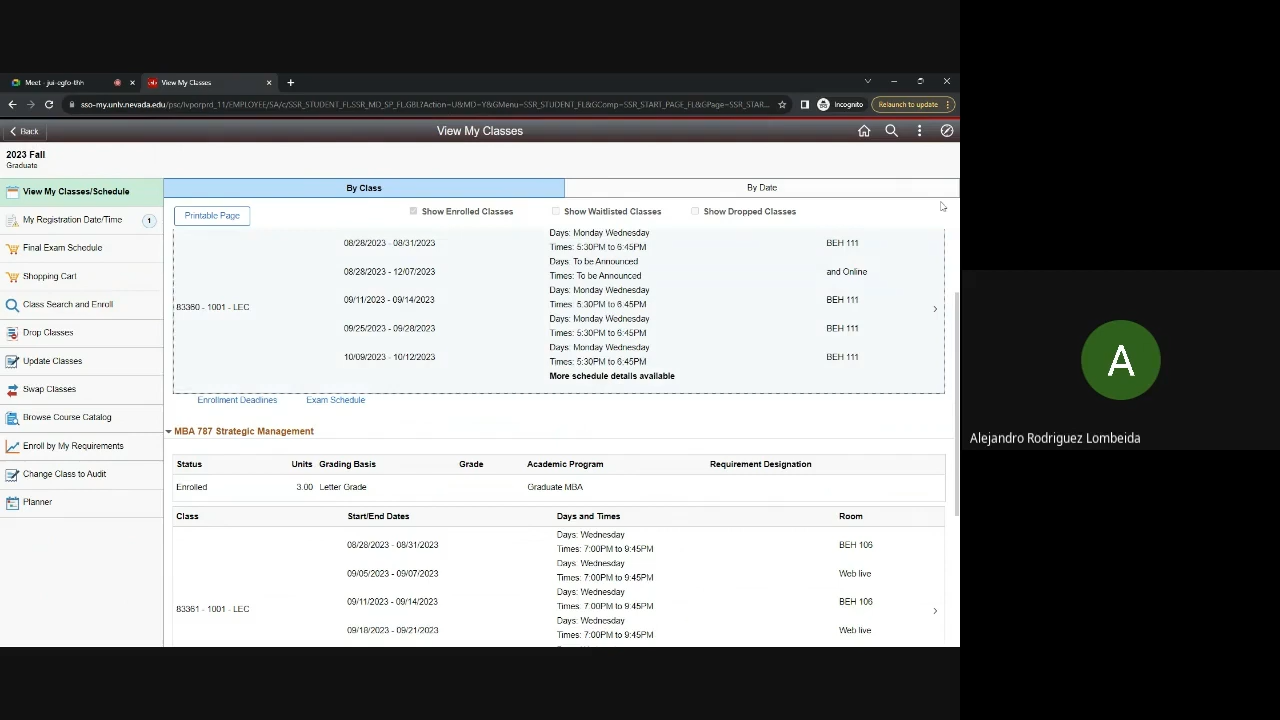 Meet - jui-egfo-thh
View My Classes
sso-my.unlv.nevada.edu/psc/lvporprd_11/EMPLOYEE/SA/c/SSR_STUDENT_FL.SSR_MD_SP_FL.GBL?Action=U&MD=Y&GMenu=SSR_STUDENT_FL&GComp=SSR_START_PAGE_FL&GPage=SSR_STAR...
Incognito
Relaunch to update
Back
View My Classes
2023 Fall
Graduate
View My Classes/Schedule
My Registration Date/Time 1
Final Exam Schedule
Shopping Cart
Class Search and Enroll
Drop Classes
Update Classes
Swap Classes
Browse Course Catalog
Enroll by My Requirements
Change Class to Audit
Planner
By Class By Date
Printable Page Show Enrolled Classes Show Waitlisted Classes Show Dropped Classes
83360 - 1001 - LEC
08/28/2023 - 08/31/2023 Days: Monday Wednesday BEH 111
Times: 5:30PM to 6:45PM
08/28/2023 - 12/07/2023 Days: To be Announced and Online
Times: To be Announced
09/11/2023 - 09/14/2023 Days: Monday Wednesday BEH 111
Times: 5:30PM to 6:45PM
09/25/2023 - 09/28/2023 Days: Monday Wednesday BEH 111
Times: 5:30PM to 6:45PM
10/09/2023 - 10/12/2023 Days: Monday Wednesday BEH 111
Times: 5:30PM to 6:45PM
More schedule details available
Enrollment Deadlines Exam Schedule
MBA 787 Strategic Management
Status Units Grading Basis Grade Academic Program Requirement Designation
Enrolled 3.00 Letter Grade Graduate MBA
Class Start/End Dates Days and Times Room
83361 - 1001 - LEC
08/28/2023 - 08/31/2023 Days: Wednesday BEH 106
Times: 7:00PM to 9:45PM
09/05/2023 - 09/07/2023 Days: Wednesday Web live
Times: 7:00PM to 9:45PM
09/11/2023 - 09/14/2023 Days: Wednesday BEH 106
Times: 7:00PM to 9:45PM
09/18/2023 - 09/21/2023 Days: Wednesday Web live
Times: 7:00PM to 9:45PM
A
Alejandro Rodriguez Lombeida